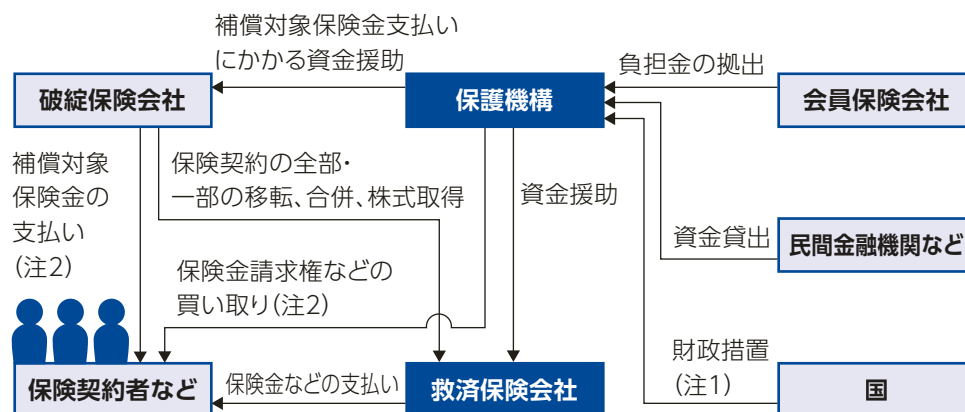 補償対象保険金支払い
にかかる資金援助
負担金の拠出
破綻保険会社
保護機構
会員保険会社
補償対象
保険金の
支払い
(注2)
保険契約の全部・
一部の移転、合併、株式取得
資金援助
資金貸出
民間金融機関など
保険金請求権などの
買い取り(注2)
財政措置
(注1)
保険契約者など
保険金などの支払い
救済保険会社
国